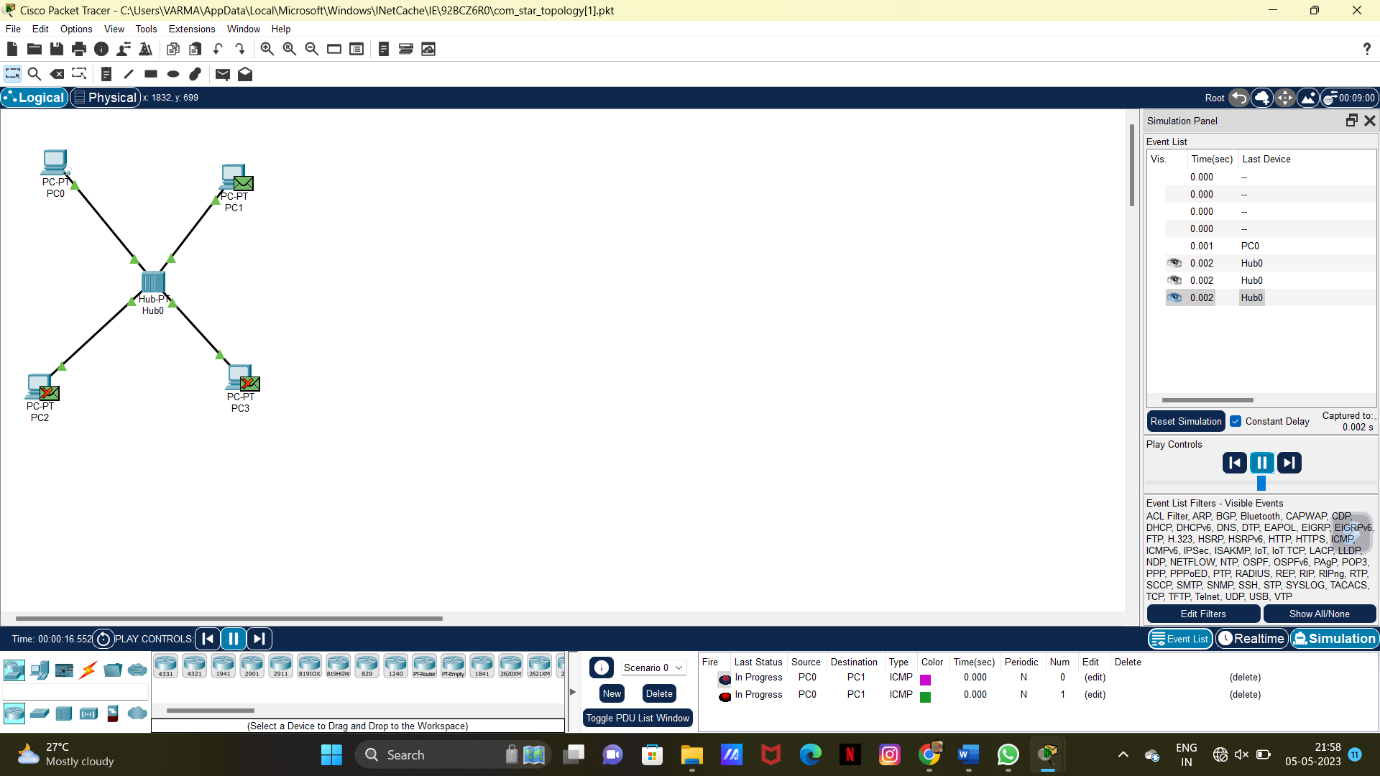 Cisco Packet Tracer - C:\Users\VARMA\AppData\Local\Microsoft\Windows\INetCache\IE\92BCZ6R0\com_star_topology[1].pkt
File Edit Options View Tools Extensions Window Help
Logical Physical x: 1832, y: 699 Root 00:09:00
PC-PT
PC0
PC-PT
PC1
Hub-PT
Hub0
PC-PT
PC2
PC-PT
PC3
Simulation Panel
Event List
Vis. Time(sec) Last Device
0.000 --
0.000 --
0.000 --
0.000 --
0.001 PC0
0.002 Hub0
0.002 Hub0
0.002 Hub0
Reset Simulation Constant Delay Captured to:
0.002 s
Play Controls
Event List Filters - Visible Events
ACL Filter, ARP, BGP, Bluetooth, CAPWAP, CDP,
DHCP, DHCPv6, DNS, DTP, EAPOL, EIGRP, EIGRPv6,
FTP, H.323, HSRP, HSRPv6, HTTP, HTTPS, ICMP,
ICMPv6, IPSec, ISAKMP, IoT, IoT TCP, LACP, LLDP,
NDP, NETFLOW, NTP, OSPF, OSPFv6, PAgP, POP3,
PPP, PPPoED, PTP, RADIUS, REP, RIP, RIPng, RTP,
SCCP, SMTP, SNMP, SSH, STP, SYSLOG, TACACS,
TCP, TFTP, Telnet, UDP, USB, VTP
Edit Filters Show All/None
Time: 00:00:16.552 PLAY CONTROLS: Event List Realtime Simulation
4331 4321 1941 2901 2911 819IOX 819HGW 829 1240 PT-Router PT-Empty 1841 2620XM 2621XM
(Select a Device to Drag and Drop to the Workspace)
Scenario 0
New Delete
Toggle PDU List Window
Fire Last Status Source Destination Type Color Time(sec) Periodic Num Edit Delete
In Progress PC0 PC1 ICMP 0.000 N 0 (edit) (delete)
In Progress PC0 PC1 ICMP 0.000 N 1 (edit) (delete)
27°C
Mostly cloudy
Search
ENG
IN
21:58
05-05-2023
11